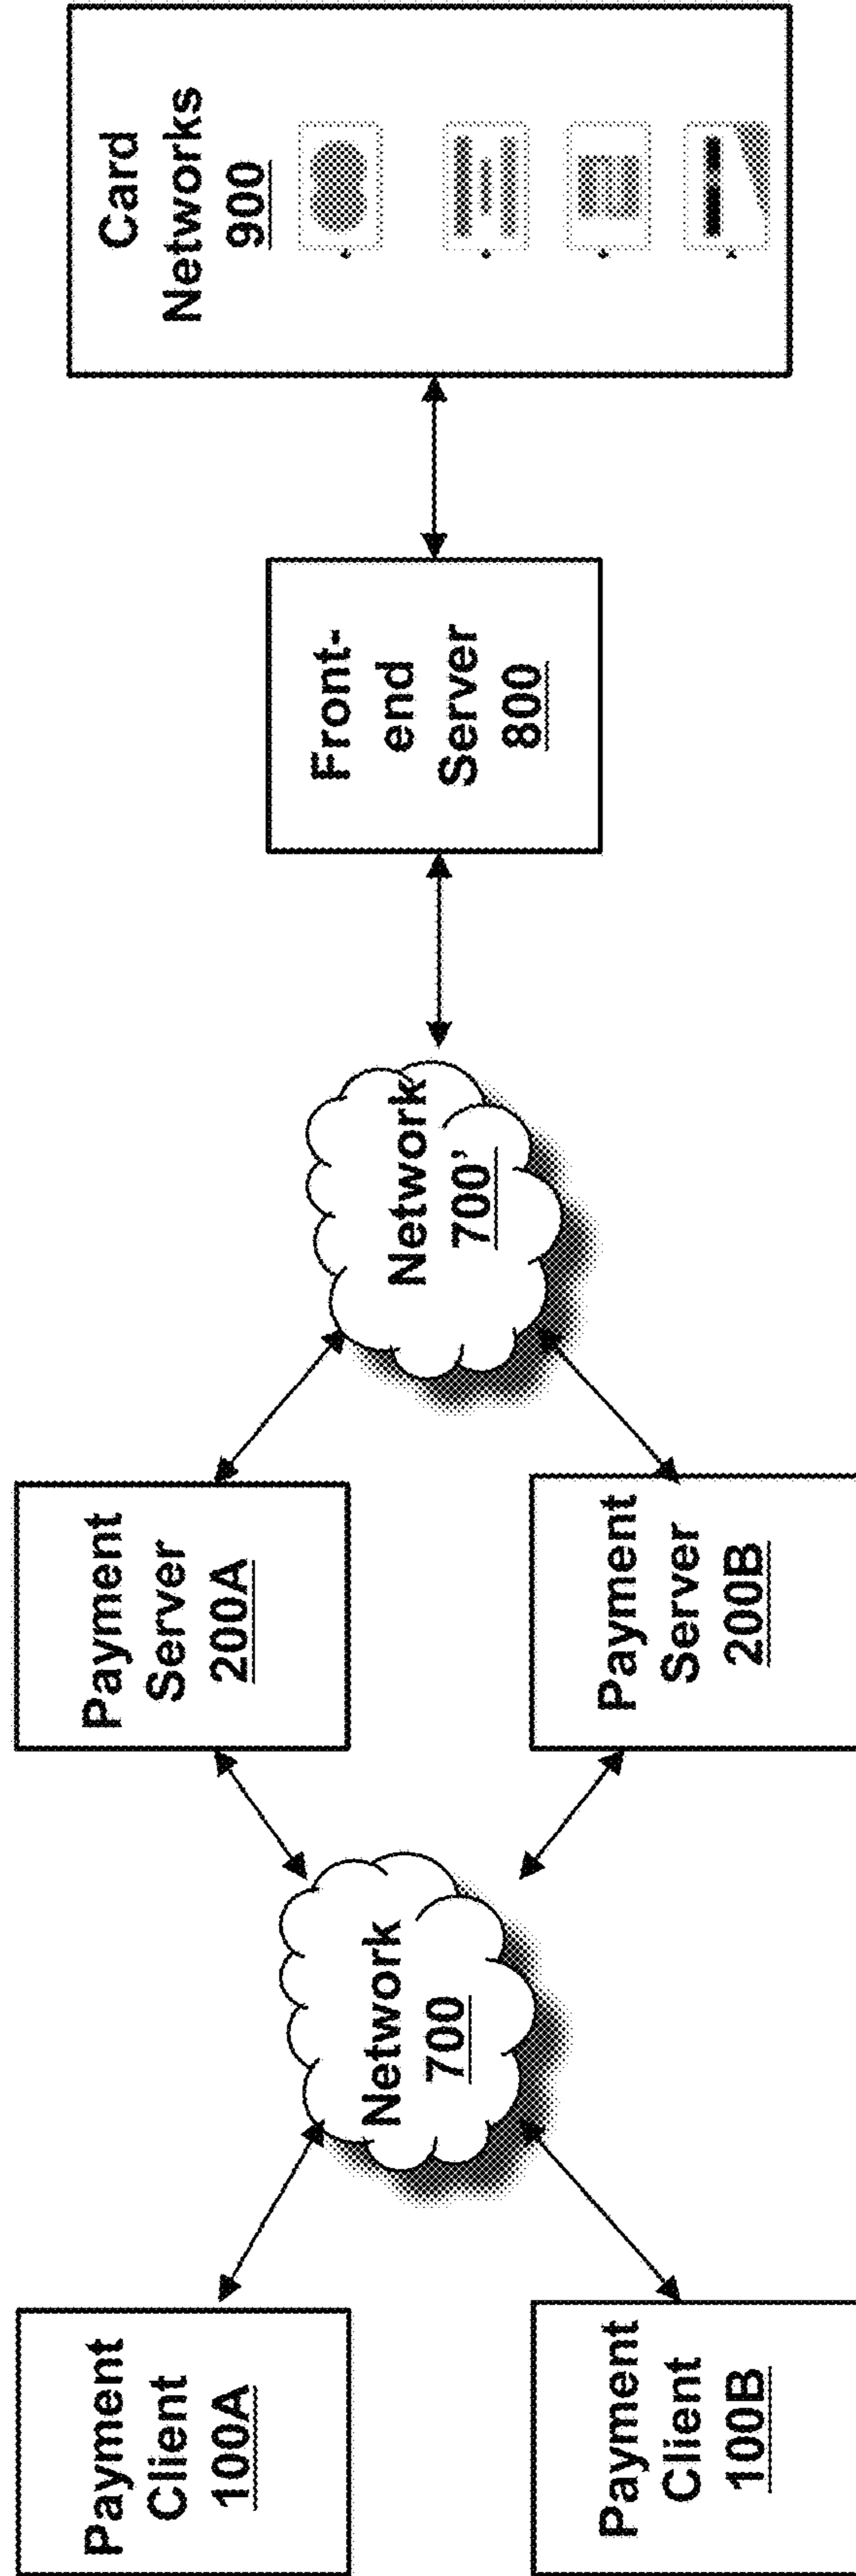 Payment
Client
100A
Payment
Client
100B
Network
700
Payment
Server
200A
Payment
Server
200B
Network
700'
Front-
end
Server
800
Card
Networks
900